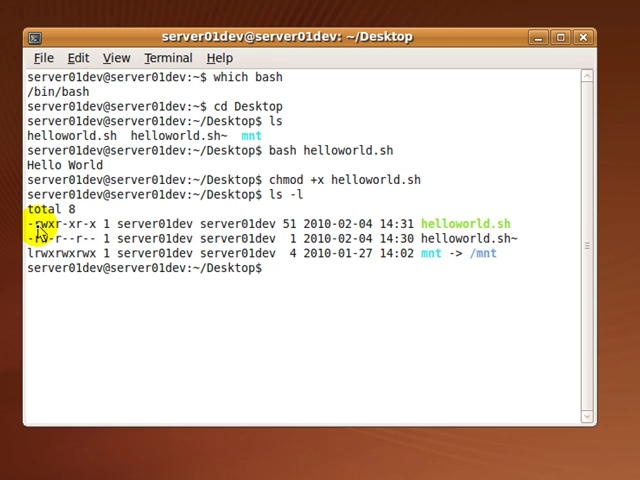 server01dev@server01dev: ~/Desktop
File Edit View Terminal Help
server01dev@server01dev:~$ which bash
/bin/bash
server01dev@server01dev:~$ cd Desktop
server01dev@server01dev:~/Desktop$ ls
helloworld.sh  helloworld.sh~  mnt
server01dev@server01dev:~/Desktop$ bash helloworld.sh
Hello World
server01dev@server01dev:~/Desktop$ chmod +x helloworld.sh
server01dev@server01dev:~/Desktop$ ls -l
total 8
-rwxr-xr-x 1 server01dev server01dev 51 2010-02-04 14:31 helloworld.sh
-rw-r--r-- 1 server01dev server01dev  1 2010-02-04 14:30 helloworld.sh~
lrwxrwxrwx 1 server01dev server01dev  4 2010-01-27 14:02 mnt -> /mnt
server01dev@server01dev:~/Desktop$